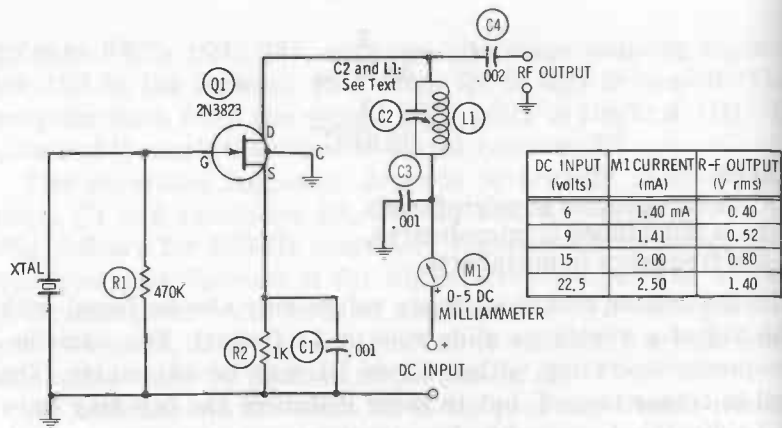 C4
.002
RF OUTPUT
C2 and L1:
See Text
Q1
2N3823
D
G
S
C
C2
L1
C3
.001
M1
+
0-5 DC
MILLIAMMETER
+
DC INPUT
XTAL
R1
470K
R2
1K
C1
.001
DC INPUT (volts) M1 CURRENT (mA) R-f OUTPUT (V rms)
6 1.40 mA 0.40
9 1.41 0.52
15 2.00 0.80
22.5 2.50 1.40